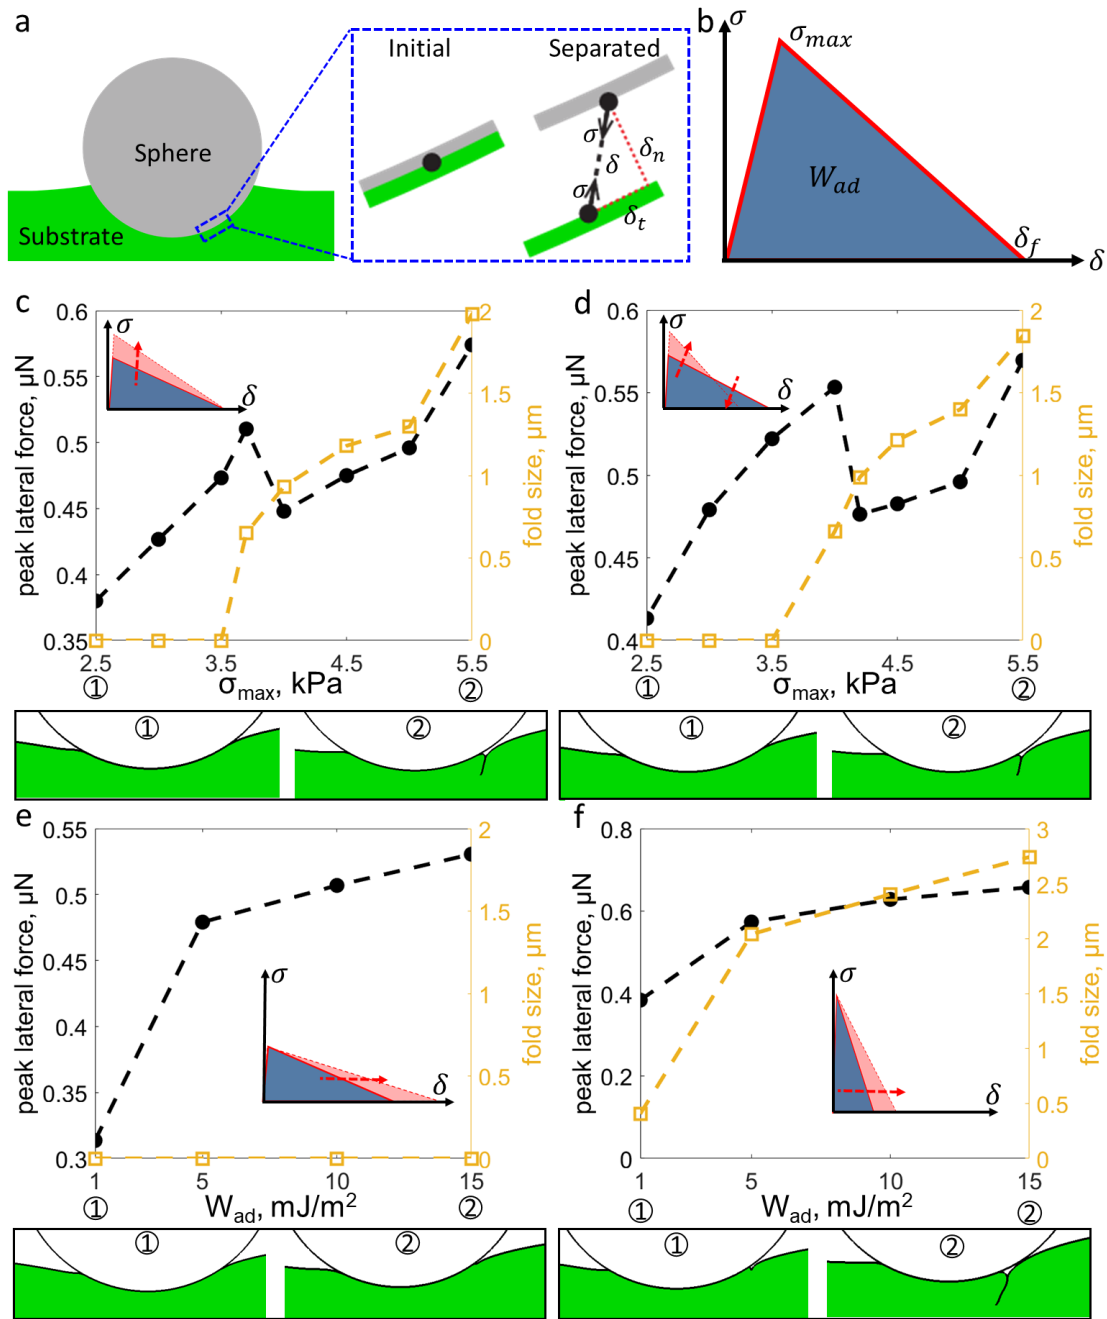 a
Initial
Separated
Sphere
Substrate
σ
δ
δn
σ
δt
b
σ
σmax
Wad
δf
δ
c
0.6
0.55
0.5
0.45
0.4
0.35
peak lateral force, µN
σ
δ
2
1.5
1
0.5
0
fold size, µm
2.5
3.5
4.5
5.5
①
σmax, kPa
②
①
②
d
0.6
0.55
0.5
0.45
0.4
peak lateral force, µN
σ
δ
2
1.5
1
0.5
0
fold size, µm
2.5
3.5
4.5
5.5
①
σmax, kPa
②
①
②
e
0.55
0.5
0.45
0.4
0.35
0.3
peak lateral force, µN
σ
δ
2
1.5
1
0.5
0
fold size, µm
1
5
10
15
①
Wad, mJ/m²
②
①
②
f
0.8
0.6
0.4
0.2
0
peak lateral force, µN
σ
δ
3
2.5
2
1.5
1
0.5
0
fold size, µm
1
5
10
15
①
Wad, mJ/m²
②
①
②